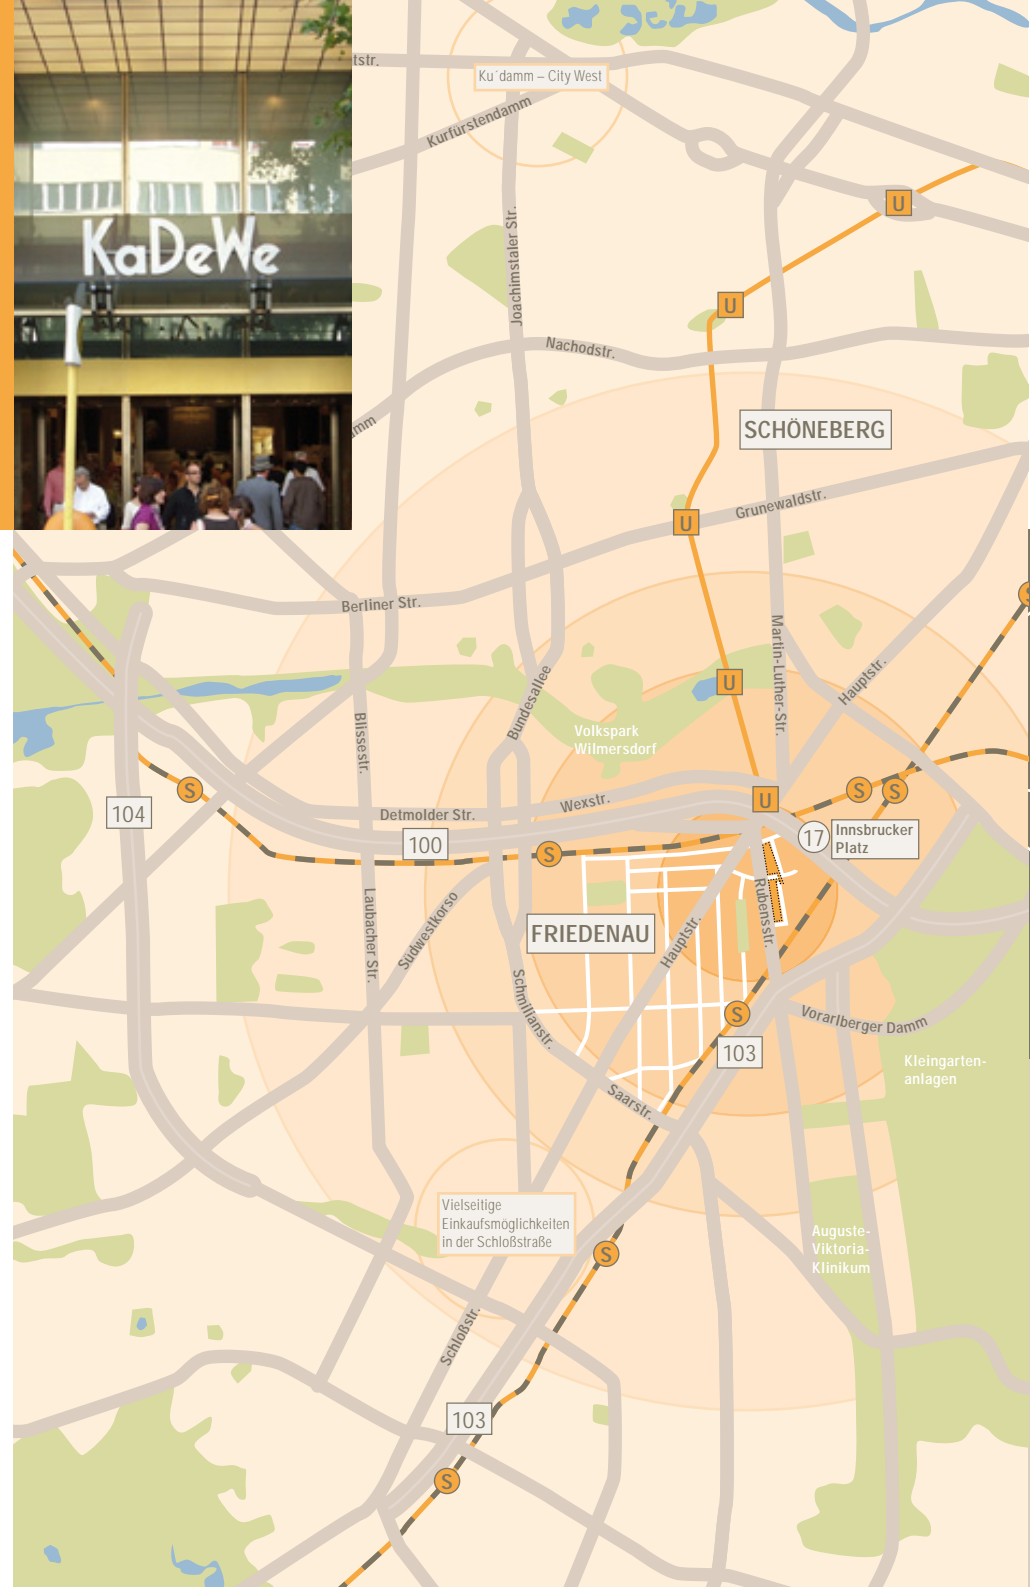 tstr.
Ku´damm – City West
Kurfürstendamm
U
KaDeWe
Joachimstaler Str.
U
Nachodstr.
SCHÖNEBERG
Grunewaldstr.
U
Berliner Str.
S
Martin-Luther-Str.
Hauptstr.
U
Bundesallee
Blissestr.
Volkspark
Wilmersdorf
S
104
Detmolder Str.
Wexstr.
U
S
S
100
S
17
Innsbrucker
Platz
Laubacher Str.
Südwestkorso
FRIEDENAU
Hauptstr.
Rubensstr.
Schmiljanstr.
S
103
Vorarlberger Damm
Kleingarten-
anlagen
Saarstr.
Vielseitige
Einkaufsmöglichkeiten
in der Schloßstraße
S
Auguste-
Viktoria-
Klinikum
Schloßstr.
103
S